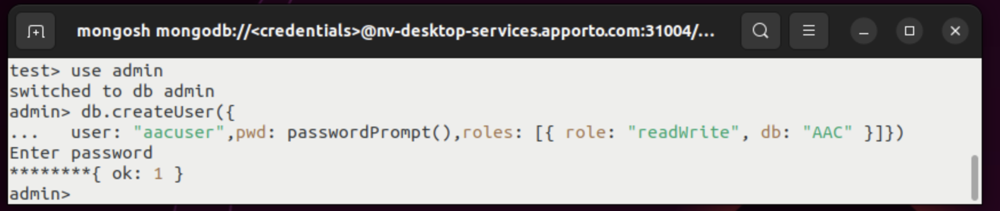 mongosh mongodb://<credentials>@nv-desktop-services.apporto.com:31004/...
test> use admin
switched to db admin
admin> db.createUser({
...   user: "aacuser",pwd: passwordPrompt(),roles: [{ role: "readWrite", db: "AAC" }]})
Enter password
********{ ok: 1 }
admin>